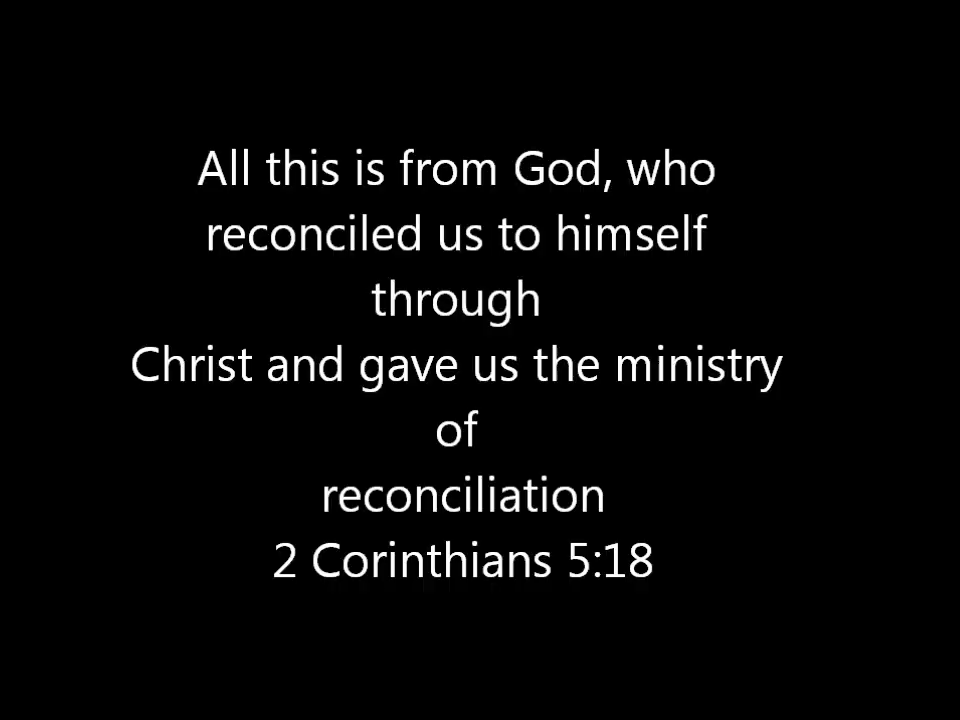 All this is from God, who
reconciled us to himself
through
Christ and gave us the ministry
of
reconciliation
2 Corinthians 5:18